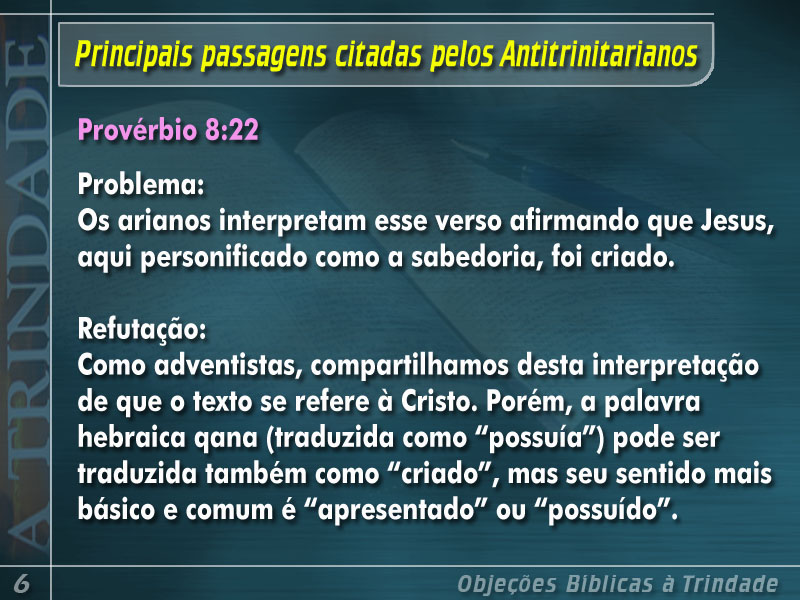 Principais passagens citadas pelos Antitrinitarianos
A TRINDADE
Provérbio 8:22
Problema:
Os arianos interpretam esse verso afirmando que Jesus,
aqui personificado como a sabedoria, foi criado.
Refutação:
Como adventistas, compartilhamos desta interpretação
de que o texto se refere à Cristo. Porém, a palavra
hebraica qana (traduzida como “possuía”) pode ser
traduzida também como “criado”, mas seu sentido mais
básico e comum é “apresentado” ou “possuído”.
6
Objeções Bíblicas à Trindade